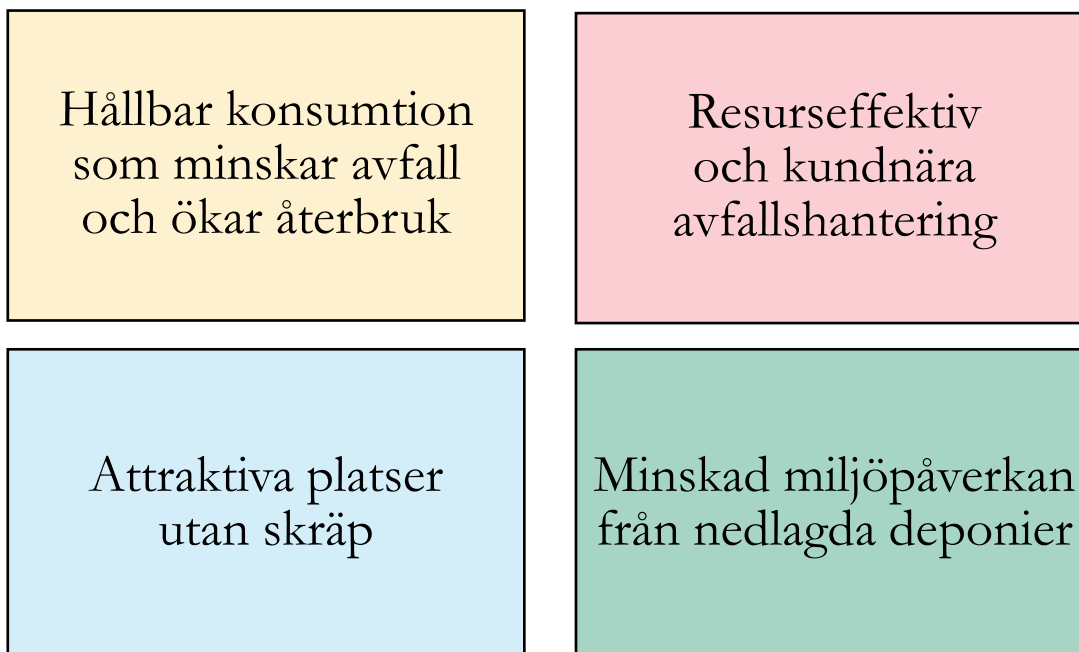 Hållbar konsumtion
som minskar avfall
och ökar återbruk
Resurseffektiv
och kundnära
avfallshantering
Attraktiva platser
utan skräp
Minskad miljöpåverkan
från nedlagda deponier